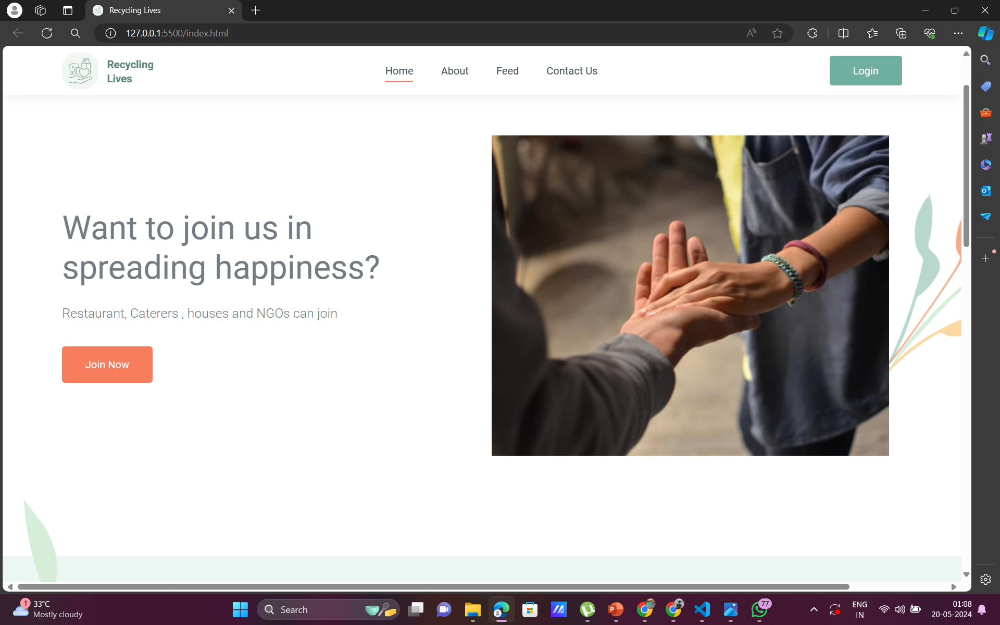 Recycling Lives
127.0.0.1:5500/index.html
Recycling
Lives
Home
About
Feed
Contact Us
Login
Want to join us in
spreading happiness?
Restaurant, Caterers , houses and NGOs can join
Join Now
1
33°C
Mostly cloudy
Search
77
ENG
IN
01:08
20-05-2024